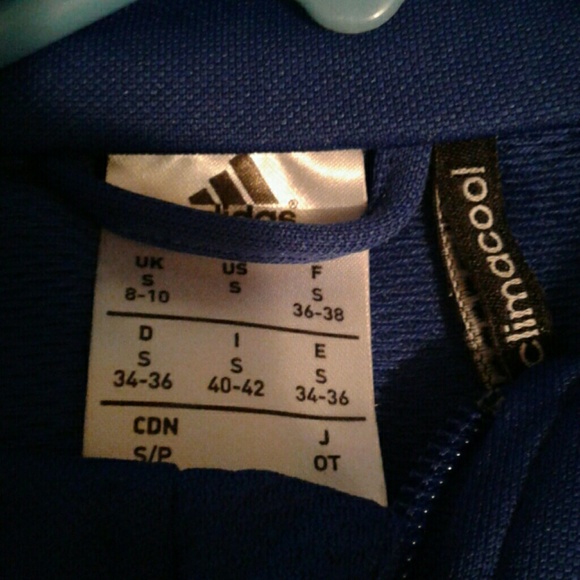 adidas®
UK US F
S S S
8-10 36-38
D I E
S S S
34-36 40-42 34-36
CDN J
S/P OT
climacool